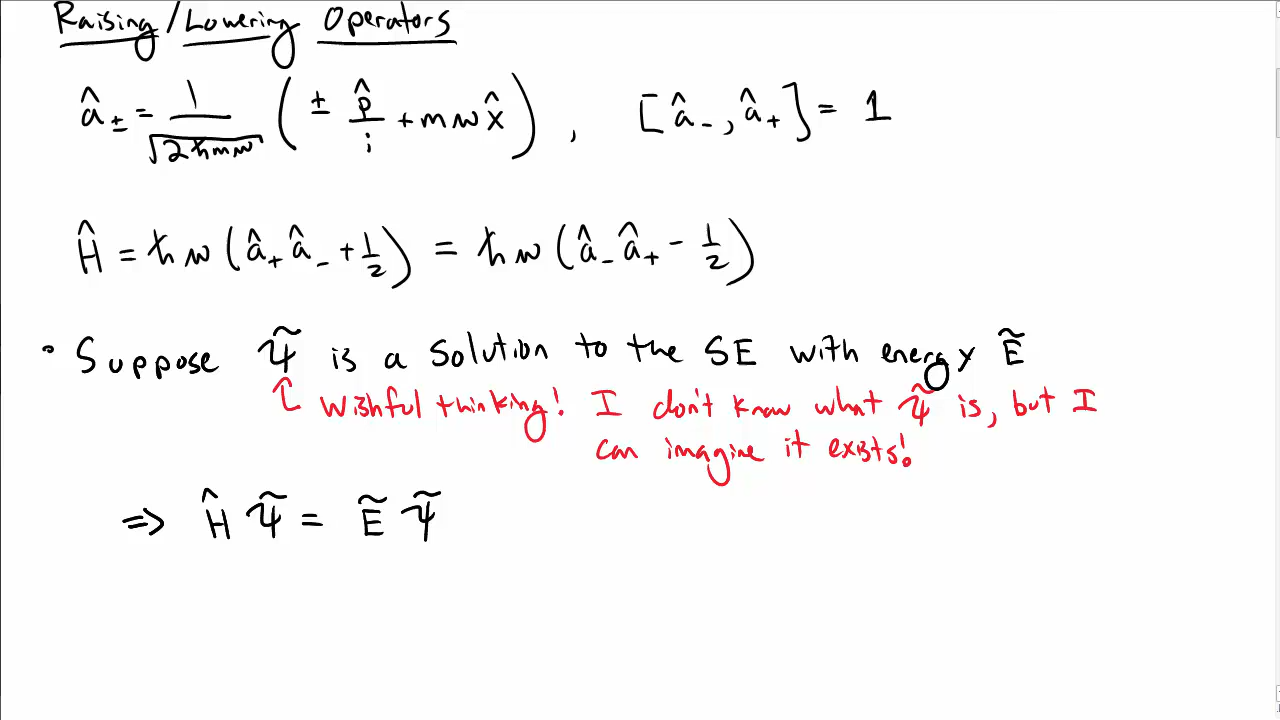 Raising/Lowering Operators
â± = 1/√(2ħmω) (± p̂/i + mωx̂), [â₋, â₊] = 1
Ĥ = ħω(â₊â₋ + 1/2) = ħω(â₋â₊ - 1/2)
• Suppose ψ̃ is a solution to the SE with energy Ẽ
↑ Wishful thinking! I don't know what ψ̃ is, but I
can imagine it exists!
⇒ Ĥψ̃ = Ẽψ̃